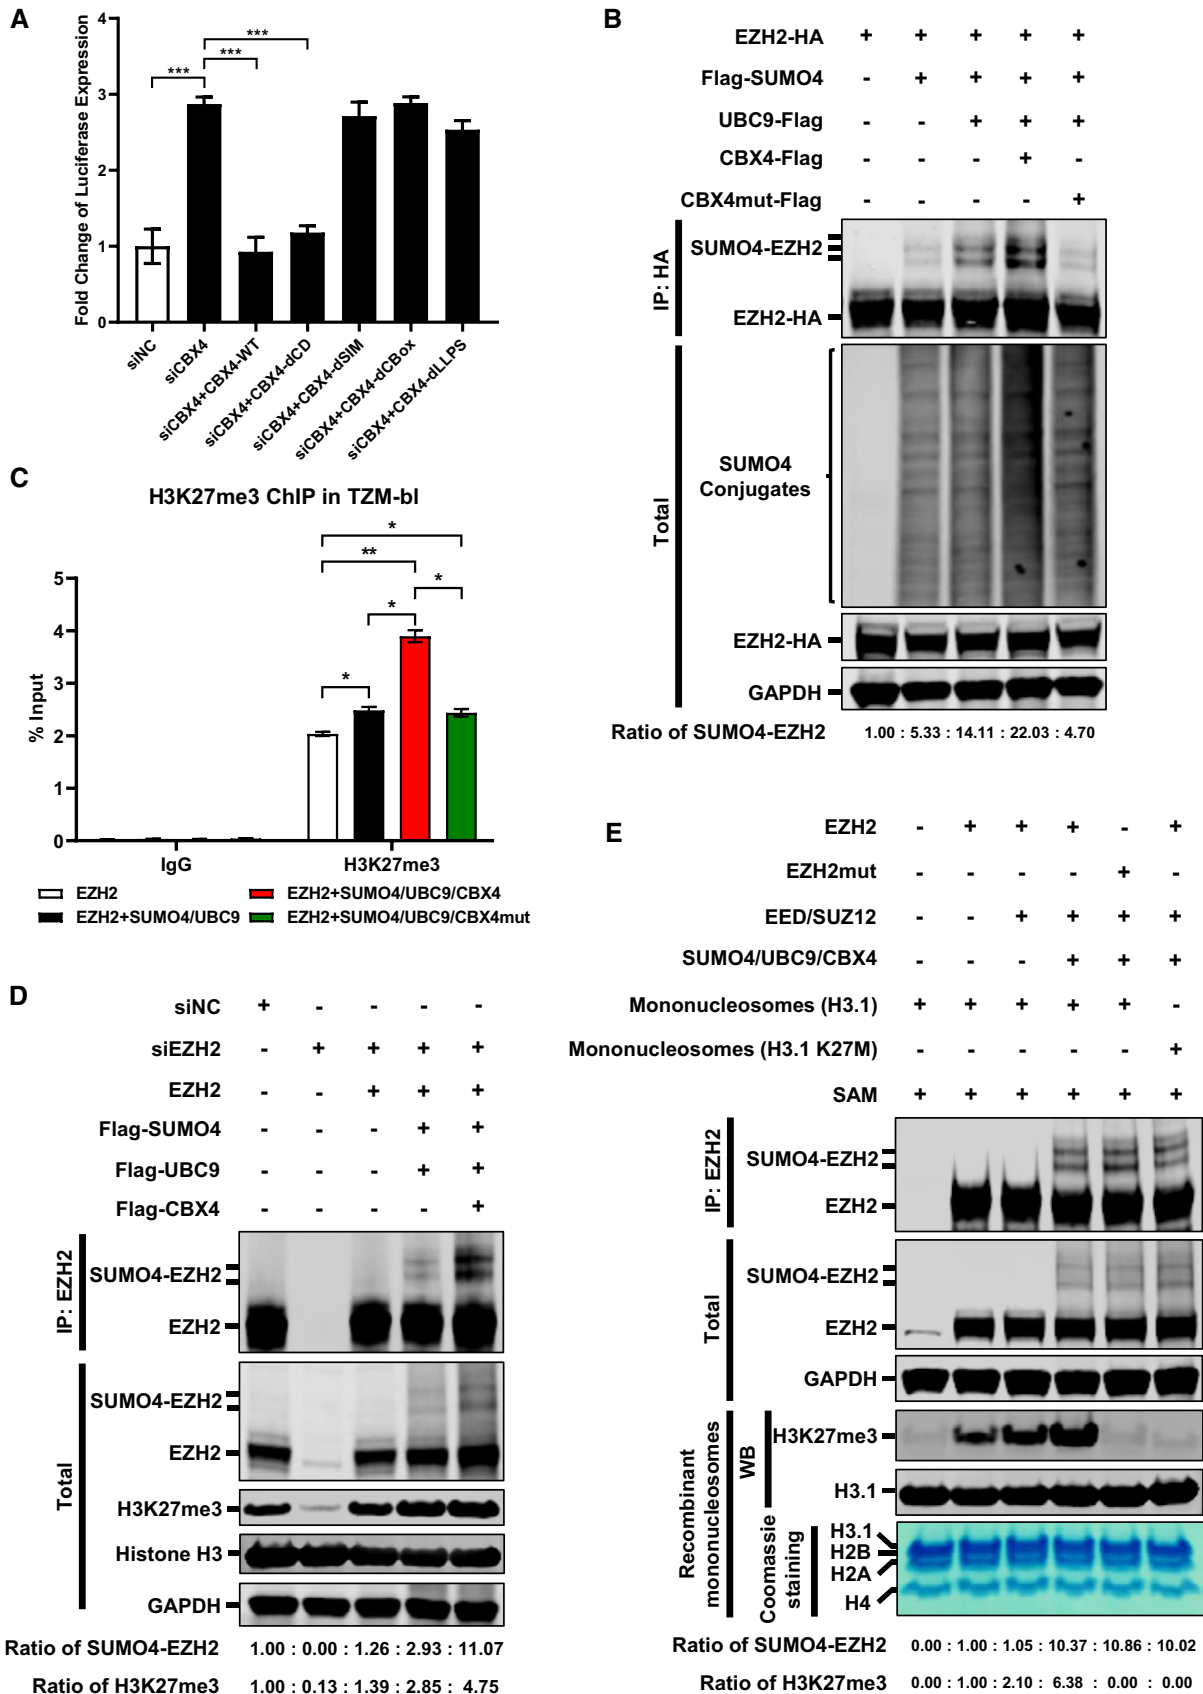 A
Fold Change of Luciferase Expression
4
3
2
1
0
***
***
***
siNC
siCBX4
siCBX4+CBX4-WT
siCBX4+CBX4-dCD
siCBX4+CBX4-dSIM
siCBX4+CBX4-dCBox
siCBX4+CBX4-dLLPS
B
EZH2-HA + + + + +
Flag-SUMO4 - + + + +
UBC9-Flag - - + + +
CBX4-Flag - - - + -
CBX4mut-Flag - - - - +
IP: HA
SUMO4-EZH2
EZH2-HA
Total
SUMO4
Conjugates
EZH2-HA
GAPDH
Ratio of SUMO4-EZH2 1.00 : 5.33 : 14.11 : 22.03 : 4.70
C
H3K27me3 ChIP in TZM-bl
% Input
5
4
3
2
1
0
*
**
*
*
*
IgG H3K27me3
EZH2 EZH2+SUMO4/UBC9/CBX4
EZH2+SUMO4/UBC9 EZH2+SUMO4/UBC9/CBX4mut
D
siNC + - - - -
siEZH2 - + + + +
EZH2 - - + + +
Flag-SUMO4 - - - + +
Flag-UBC9 - - - + +
Flag-CBX4 - - - - +
IP: EZH2
SUMO4-EZH2
EZH2
Total
SUMO4-EZH2
EZH2
H3K27me3
Histone H3
GAPDH
Ratio of SUMO4-EZH2 1.00 : 0.00 : 1.26 : 2.93 : 11.07
Ratio of H3K27me3 1.00 : 0.13 : 1.39 : 2.85 : 4.75
E
EZH2 - + + + - +
EZH2mut - - - - + -
EED/SUZ12 - - + + + +
SUMO4/UBC9/CBX4 - - - + + +
Mononucleosomes (H3.1) + + + + + -
Mononucleosomes (H3.1 K27M) - - - - - +
SAM + + + + + +
IP: EZH2
SUMO4-EZH2
EZH2
Total
SUMO4-EZH2
EZH2
GAPDH
Recombinant
mononucleosomes
WB
H3K27me3
H3.1
Coomassie
staining
H3.1
H2B
H2A
H4
Ratio of SUMO4-EZH2 0.00 : 1.00 : 1.05 : 10.37 : 10.86 : 10.02
Ratio of H3K27me3 0.00 : 1.00 : 2.10 : 6.38 : 0.00 : 0.00